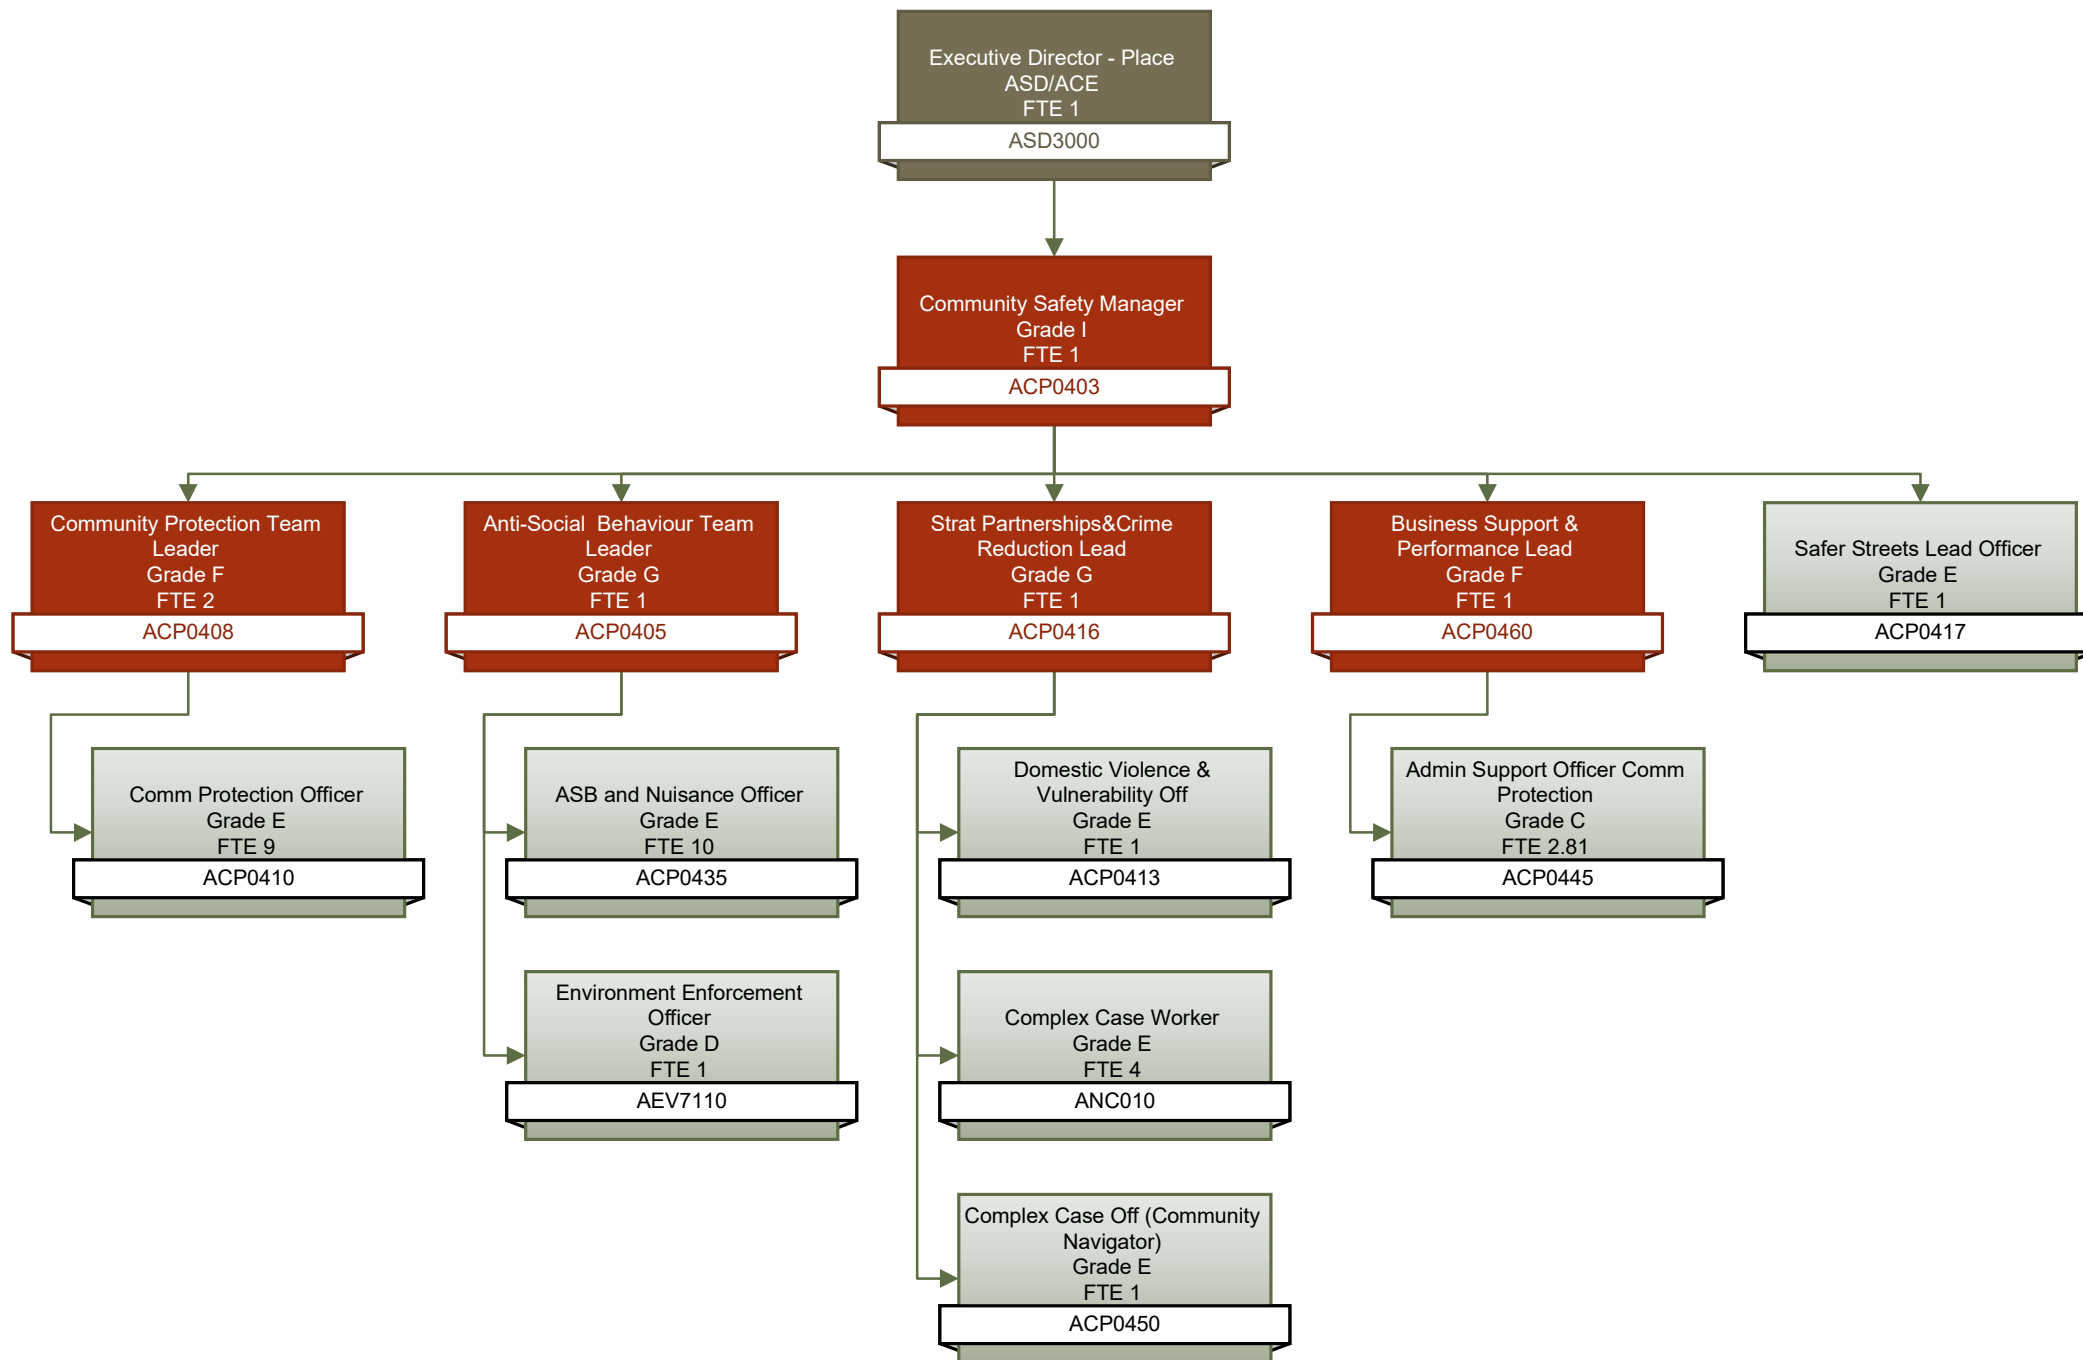 Executive Director - Place
ASD/ACE
FTE 1
ASD3000
Community Safety Manager
Grade I
FTE 1
ACP0403
Community Protection Team
Leader
Grade F
FTE 2
ACP0408
Anti-Social  Behaviour Team
Leader
Grade G
FTE 1
ACP0405
Strat Partnerships&Crime
Reduction Lead
Grade G
FTE 1
ACP0416
Business Support &
Performance Lead
Grade F
FTE 1
ACP0460
Safer Streets Lead Officer
Grade E
FTE 1
ACP0417
Comm Protection Officer
Grade E
FTE 9
ACP0410
ASB and Nuisance Officer
Grade E
FTE 10
ACP0435
Domestic Violence &
Vulnerability Off
Grade E
FTE 1
ACP0413
Admin Support Officer Comm
Protection
Grade C
FTE 2.81
ACP0445
Environment Enforcement
Officer
Grade D
FTE 1
AEV7110
Complex Case Worker
Grade E
FTE 4
ANC010
Complex Case Off (Community
Navigator)
Grade E
FTE 1
ACP0450